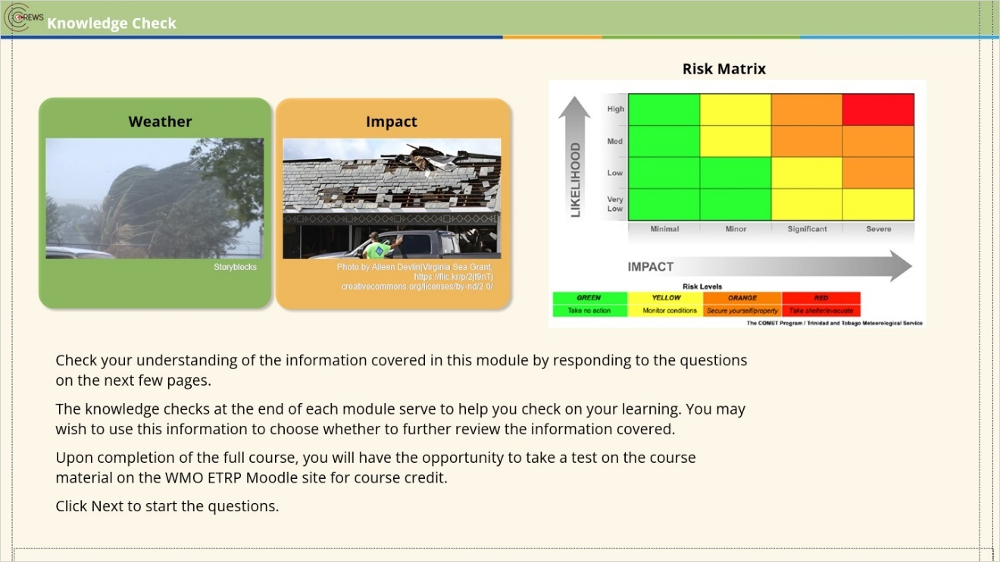 CREWS
Knowledge Check
Weather
Storyblocks
Impact
Photo by Aileen Devlin|Virginia Sea Grant,
https://flic.kr/p/2jt9nTj
creativecommons.org/licenses/by-nd/2.0/
Risk Matrix
LIKELIHOOD
High
Med
Low
Very
Low
Minimal Minor Significant Severe
IMPACT
Risk Levels
GREEN YELLOW ORANGE RED
Take no action Monitor conditions Secure yourself/property Take shelter/evacuate
The COMET Program / Trinidad and Tobago Meteorological Service
Check your understanding of the information covered in this module by responding to the questions
on the next few pages.
The knowledge checks at the end of each module serve to help you check on your learning. You may
wish to use this information to choose whether to further review the information covered.
Upon completion of the full course, you will have the opportunity to take a test on the course
material on the WMO ETRP Moodle site for course credit.
Click Next to start the questions.